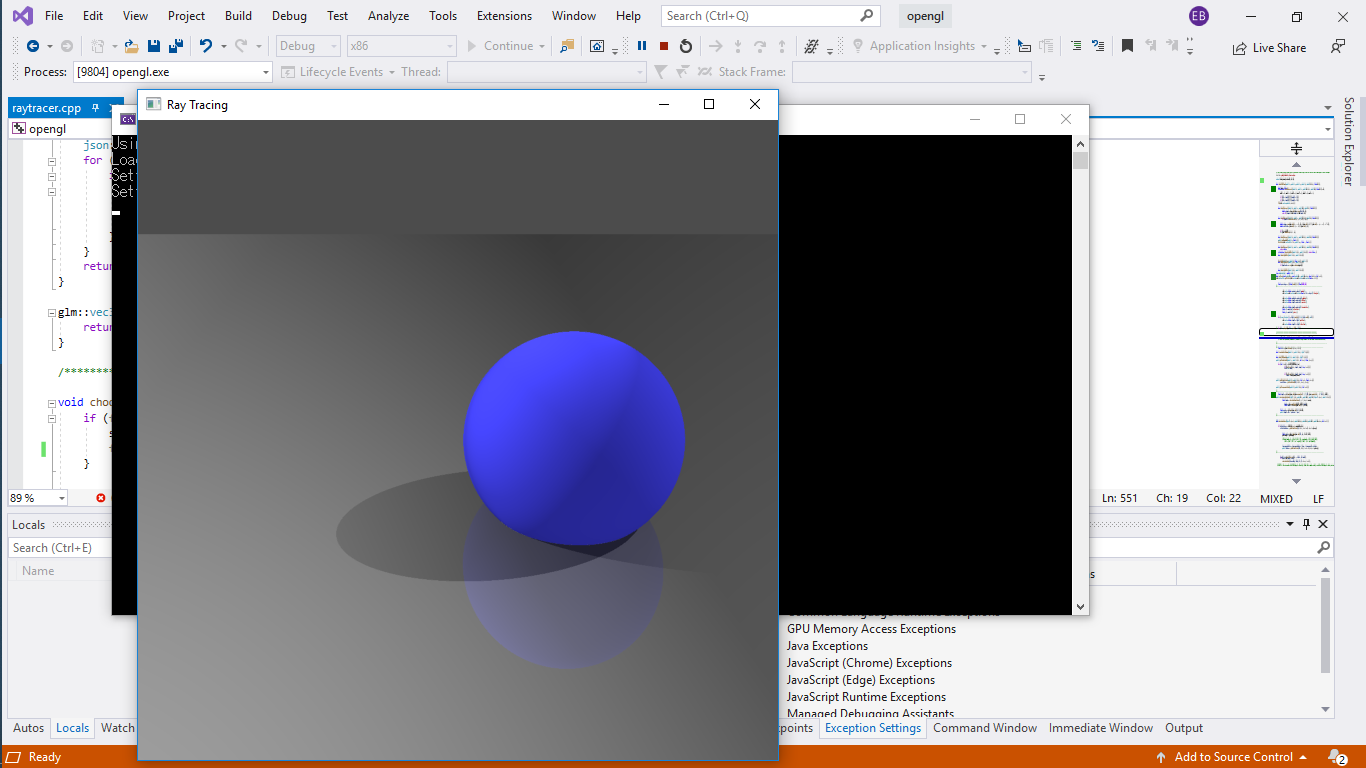 File Edit View Project Build Debug Test Analyze Tools Extensions Window Help Search (Ctrl+Q) opengl EB
Debug x86 Continue Application Insights Live Share
Process: [9804] opengl.exe Lifecycle Events Thread: Stack Frame:
raytracer.cpp
Ray Tracing
opengl
Solution Explorer
json
for (
}
retur
}
glm::vec
retur
}
/*********
void choo
if (
s
}
Usin
Loa
Set
Set
89 %
Ln: 551 Ch: 19 Col: 22 MIXED LF
Locals
Search (Ctrl+E)
Name
GPU Memory Access Exceptions
Java Exceptions
JavaScript (Chrome) Exceptions
JavaScript (Edge) Exceptions
JavaScript Runtime Exceptions
Managed Debugging Assistants
Autos Locals Watch
points Exception Settings Command Window Immediate Window Output
Ready
Add to Source Control 2